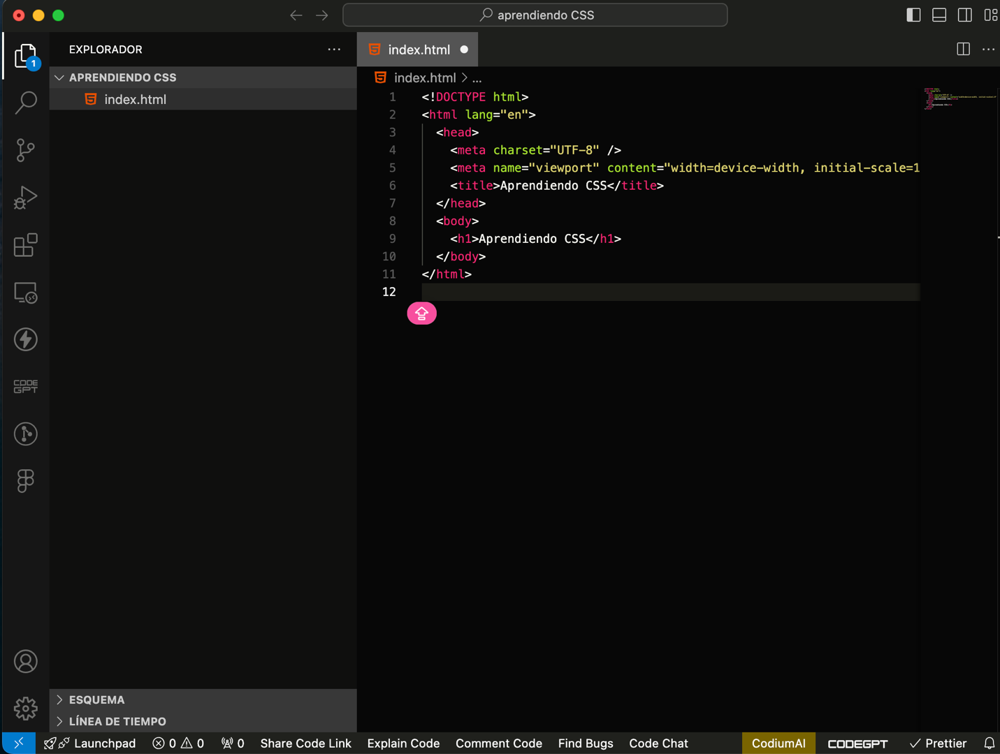 aprendiendo CSS
1
EXPLORADOR
APRENDIENDO CSS
index.html
index.html
index.html > ...
1 <!DOCTYPE html>
2 <html lang="en">
3 <head>
4 <meta charset="UTF-8" />
5 <meta name="viewport" content="width=device-width, initial-scale=1
6 <title>Aprendiendo CSS</title>
7 </head>
8 <body>
9 <h1>Aprendiendo CSS</h1>
10 </body>
11 </html>
12
CODE
GPT
ESQUEMA
LÍNEA DE TIEMPO
Launchpad 0 0 0 Share Code Link Explain Code Comment Code Find Bugs Code Chat CodiumAI CODEGPT Prettier